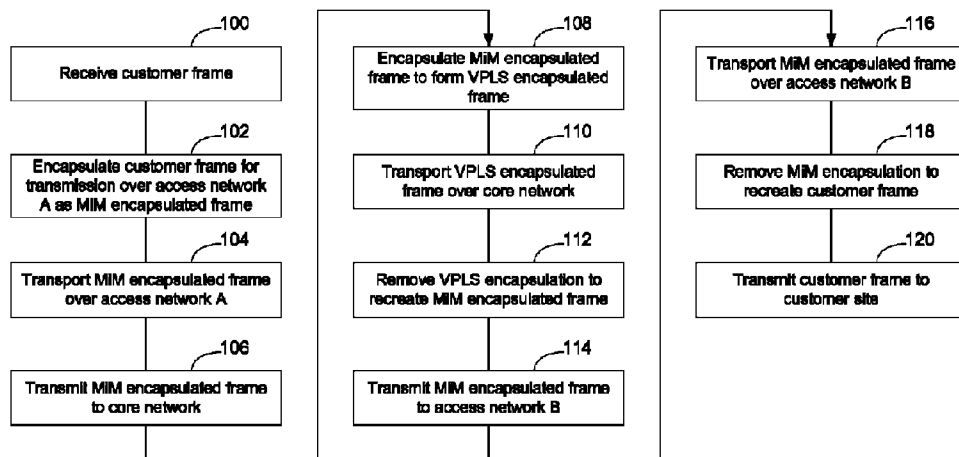 100
Receive customer frame
102
Encapsulate customer frame for
transmission over access network
A as MiM encapsulated frame
104
Transport MiM encapsulated frame
over access network A
106
Transmit MiM encapsulated frame
to core network
108
Encapsulate MiM encapsulated
frame to form VPLS encapsulated
frame
110
Transport VPLS encapsulated
frame over core network
112
Remove VPLS encapsulation to
recreate MiM encapsulated frame
114
Transmit MiM encapsulated frame
to access network B
116
Transport MiM encapsulated frame
over access network B
118
Remove MiM encapsulation to
recreate customer frame
120
Transmit customer frame to
customer site